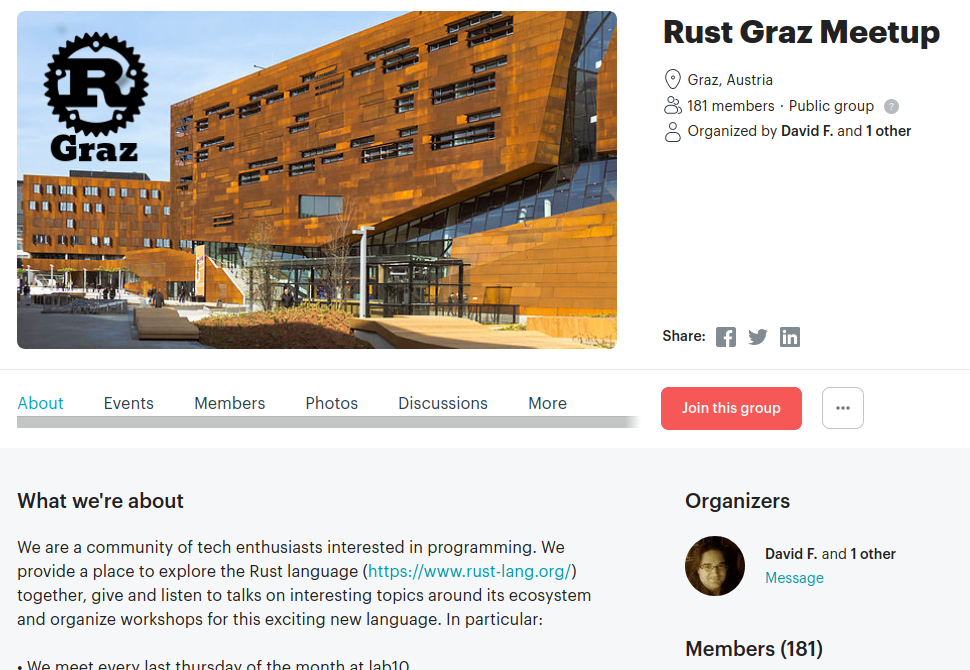 R
Graz
Rust Graz Meetup
Graz, Austria
181 members · Public group ?
Organized by David F. and 1 other
Share:
About Events Members Photos Discussions More
Join this group
What we're about
We are a community of tech enthusiasts interested in programming. We
provide a place to explore the Rust language (https://www.rust-lang.org/)
together, give and listen to talks on interesting topics around its ecosystem
and organize workshops for this exciting new language. In particular:
• We meet every last thursday of the month at lab10
Organizers
David F. and 1 other
Message
Members (181)